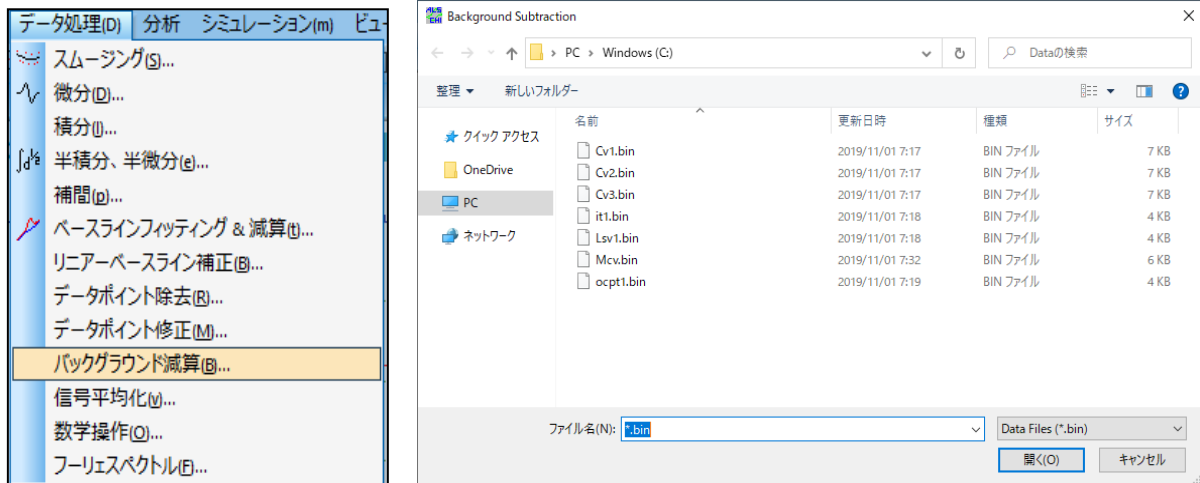 データ処理(D) 分析 シミュレーション(m) ビュー
スムージング(S)...
微分(D)...
積分(I)...
半積分、半微分(e)...
補間(p)...
ベースラインフィッティング & 減算(t)...
リニアーベースライン補正(B)...
データポイント除去(R)...
データポイント修正(M)...
バックグラウンド減算(B)...
信号平均化(v)...
数学操作(O)...
フーリェスペクトル(F)...
ALS
CHI
Background Subtraction
PC › Windows (C:)
Dataの検索
整理 新しいフォルダー
クイック アクセス
OneDrive
PC
ネットワーク
名前 更新日時 種類 サイズ
Cv1.bin 2019/11/01 7:17 BIN ファイル 7 KB
Cv2.bin 2019/11/01 7:17 BIN ファイル 7 KB
Cv3.bin 2019/11/01 7:17 BIN ファイル 7 KB
it1.bin 2019/11/01 7:18 BIN ファイル 4 KB
Lsv1.bin 2019/11/01 7:18 BIN ファイル 4 KB
Mcv.bin 2019/11/01 7:32 BIN ファイル 6 KB
ocpt1.bin 2019/11/01 7:19 BIN ファイル 4 KB
ファイル名(N): *.bin Data Files (*.bin)
開く(O) キャンセル